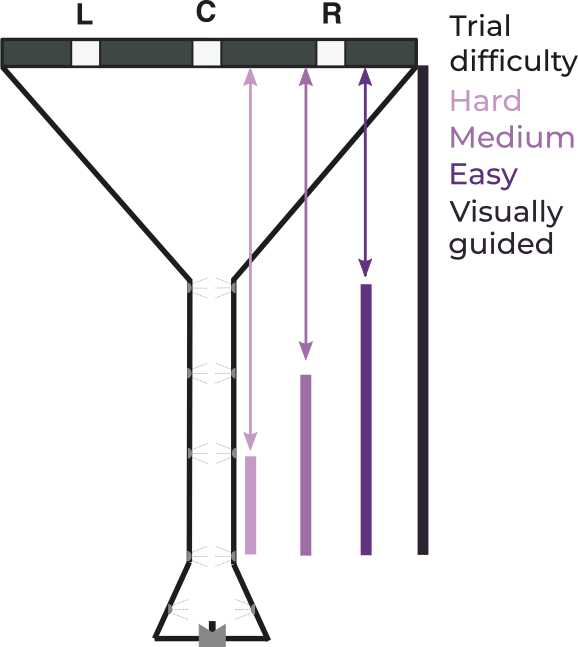 L C R
Trial
difficulty
Hard
Medium
Easy
Visually
guided